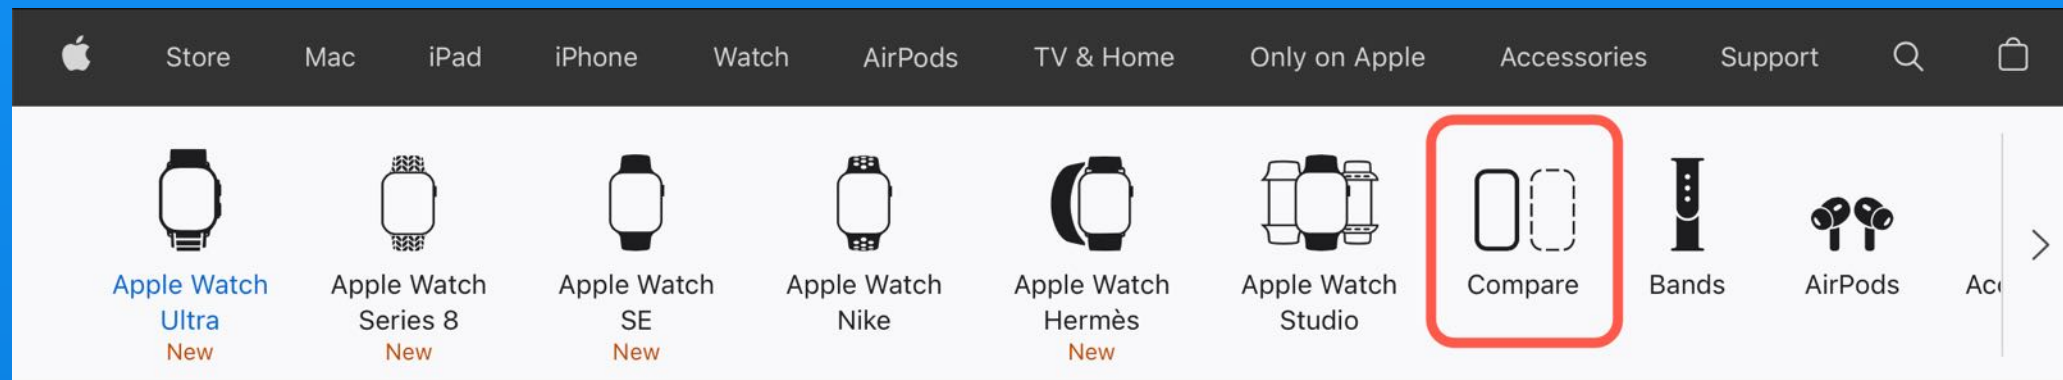 Store Mac iPad iPhone Watch AirPods TV & Home Only on Apple Accessories Support
Apple Watch Ultra
New
Apple Watch Series 8
New
Apple Watch SE
New
Apple Watch Nike
Apple Watch Hermès
New
Apple Watch Studio
Compare
Bands
AirPods